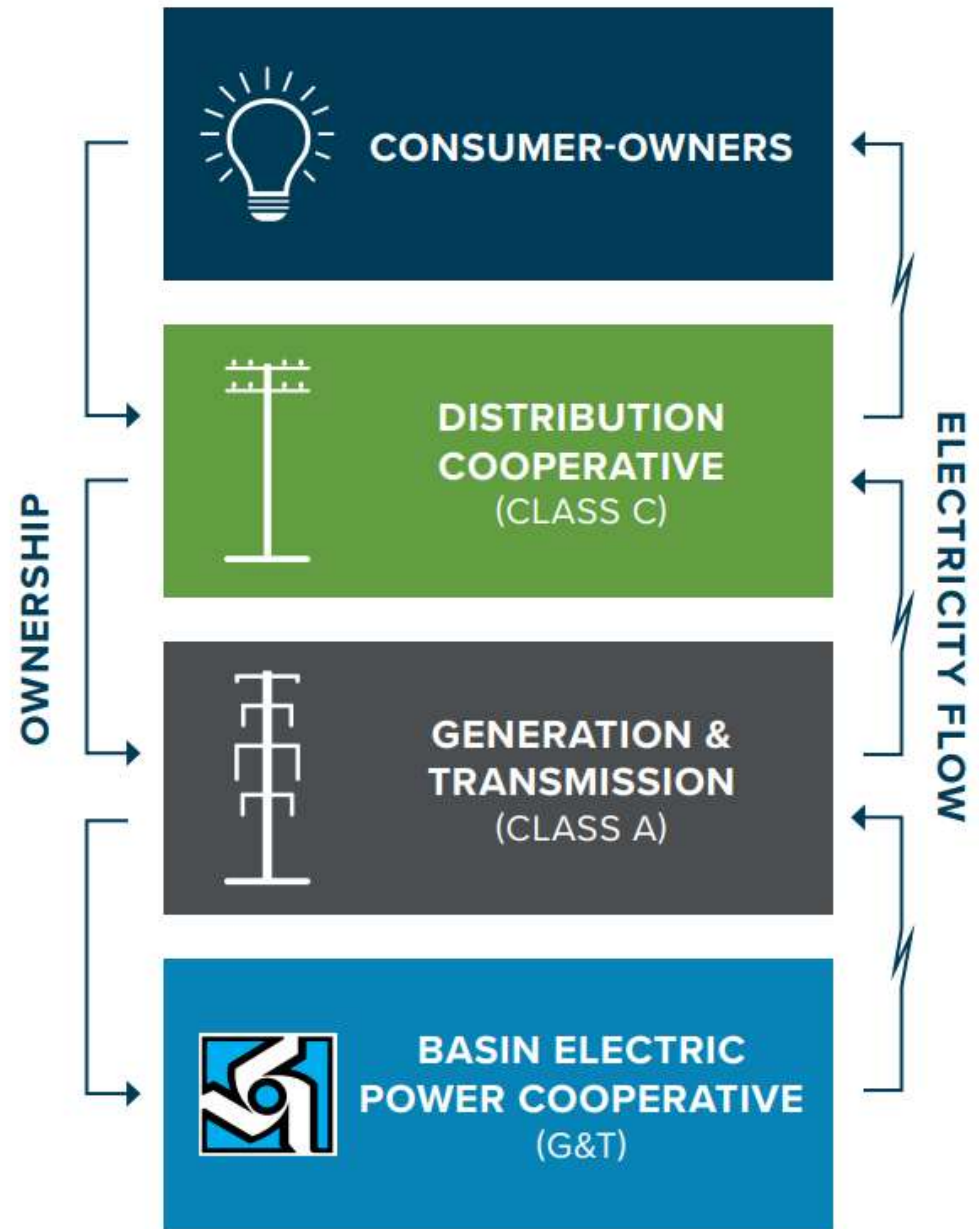 CONSUMER-OWNERS
DISTRIBUTION
COOPERATIVE
(CLASS C)
OWNERSHIP
ELECTRICITY FLOW
GENERATION &
TRANSMISSION
(CLASS A)
BASIN ELECTRIC
POWER COOPERATIVE
(G&T)